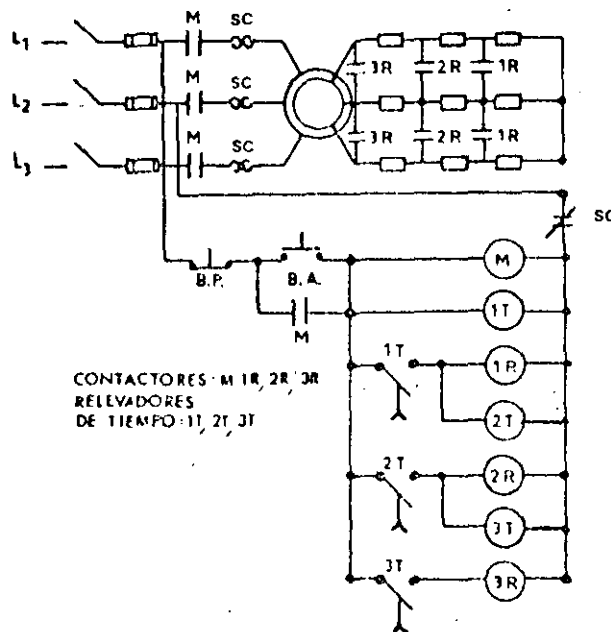 M SC
L1
3R 2R 1R
M SC
L2
M SC
3R 2R 1R
L3
SC
M
B.P. B.A.
M
1T
1T
1R
CONTACTORES: M 1R, 2R, 3R
RELEVADORES
DE TIEMPO: 1T, 2T, 3T
2T
2T
2R
3T
3T
3R